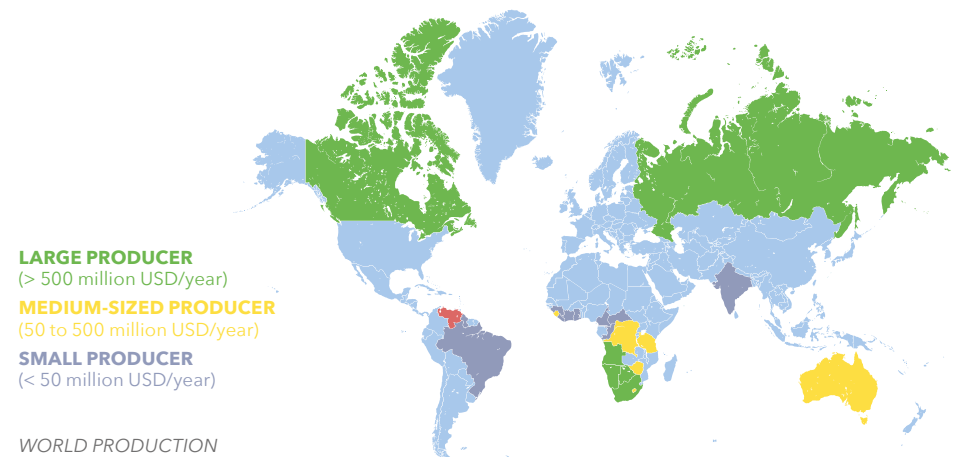 LARGE PRODUCER
(> 500 million USD/year)
MEDIUM-SIZED PRODUCER
(50 to 500 million USD/year)
SMALL PRODUCER
(< 50 million USD/year)
WORLD PRODUCTION